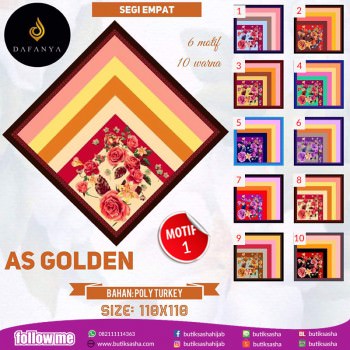 DAFANYA
SEGI EMPAT
6 motif
10 warna
1
2
3
4
5
6
7
8
9
10
MOTIF
1
AS GOLDEN
BAHAN:POLY TURKEY
SIZE: 118X118
follow me
082111114363
butiksashahijab
butiksasha
www.butiksasha.com
butiksasha
butiksasha